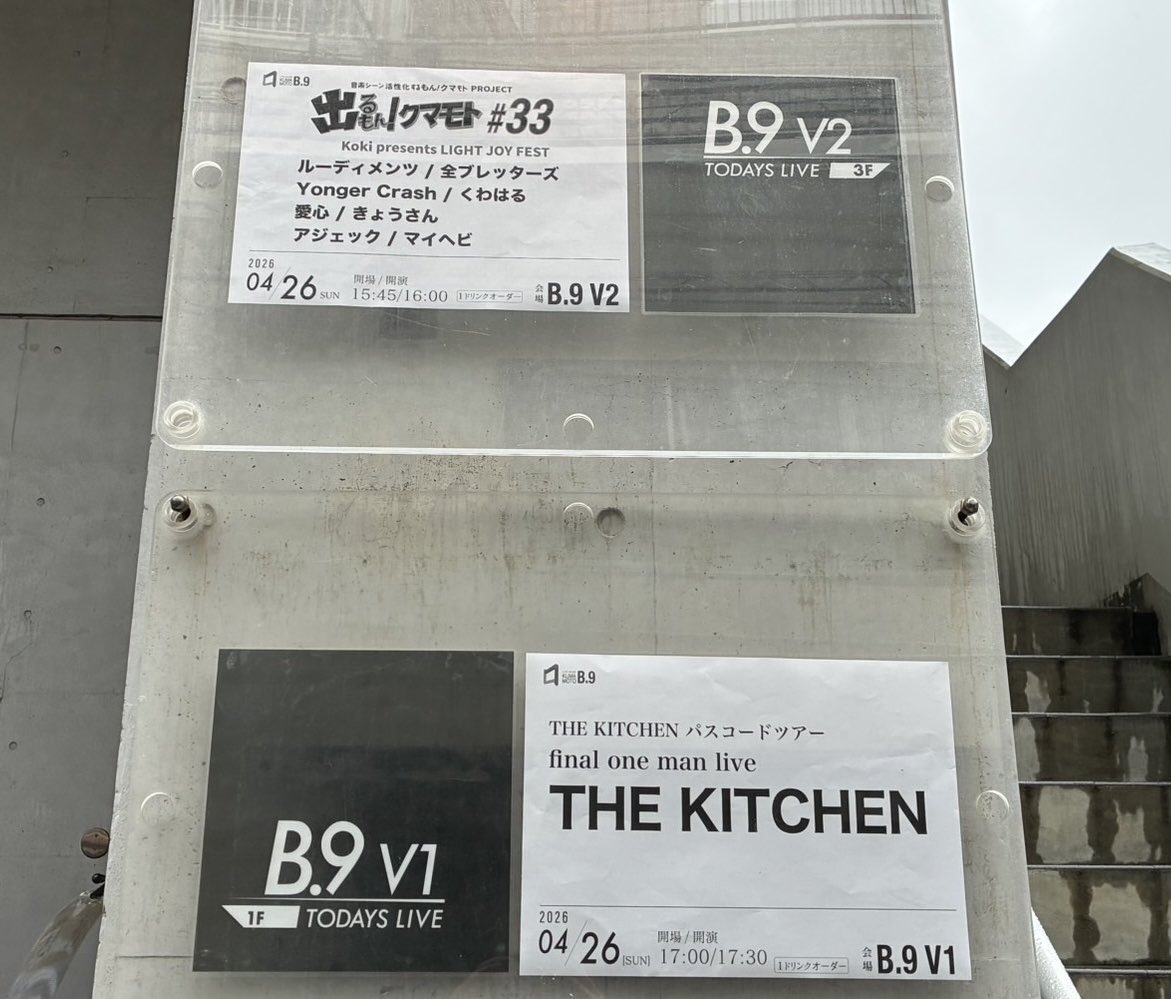 B.9
音楽シーン活性化するもん!クマモト PROJECT
出るもん!クマモト #33
Koki presents LIGHT JOY FEST
ルーディメンツ / 全ブレッターズ
Yonger Crash / くわはる
愛心 / きょうさん
アジェック / マイヘビ
2026
04/26 SUN
開場/開演
15:45/16:00
1ドリンクオーダー
会場 B.9 V2
B.9 V2
TODAYS LIVE 3F
B.9 V1
1F TODAYS LIVE
KUMAMOTO B.9
THE KITCHEN パスコードツアー
final one man live
THE KITCHEN
2026
04/26 [SUN]
開場/開演
17:00/17:30
1ドリンクオーダー
会場 B.9 V1